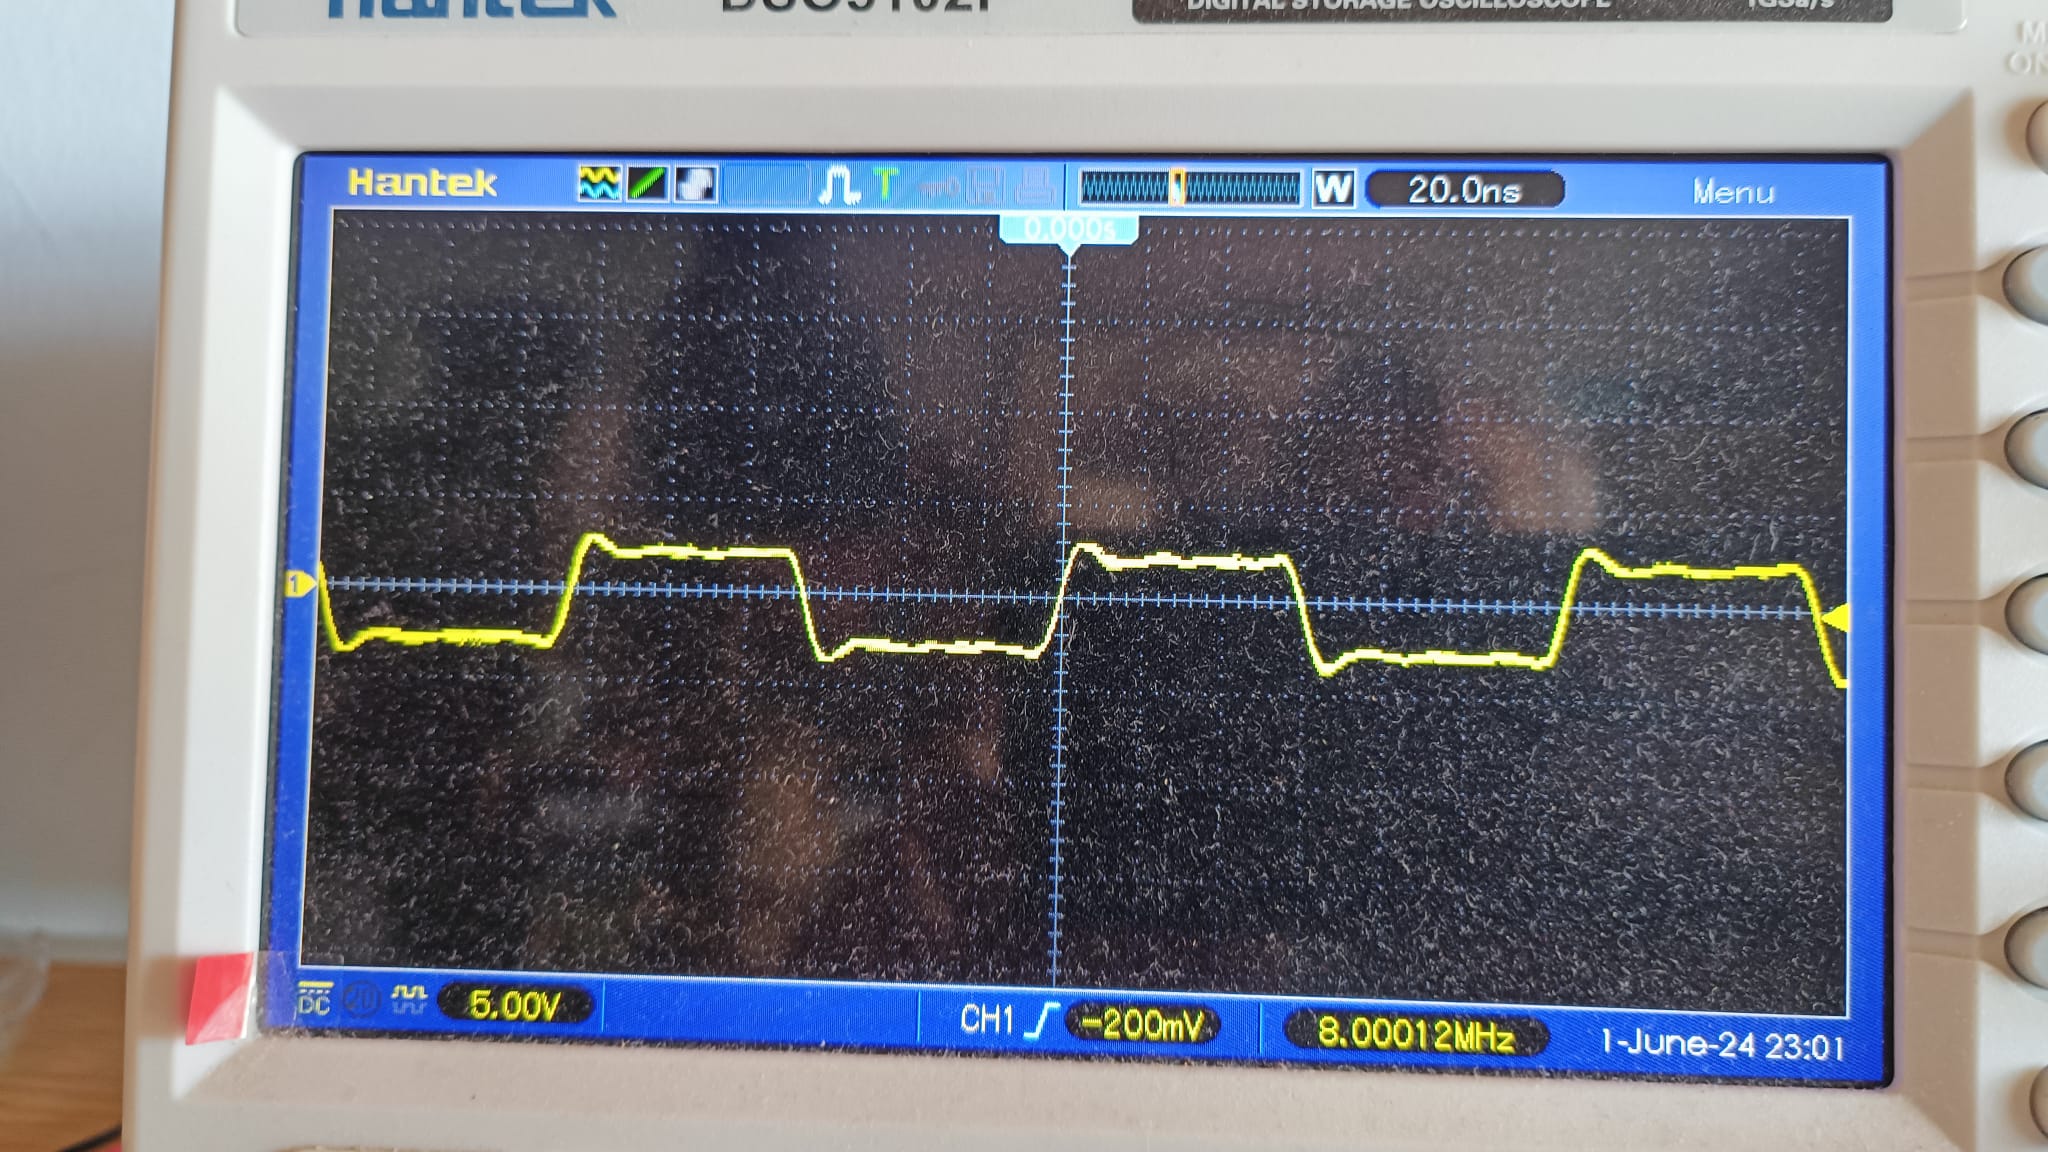 Hantek DSO5102P DIGITAL STORAGE OSCILLOSCOPE 1GSa/s
Hantek T W 20.0ns Menu
0.000s
1
DC 20 5.00V CH1 -200mV 8.00012MHz 1-June-24 23:01